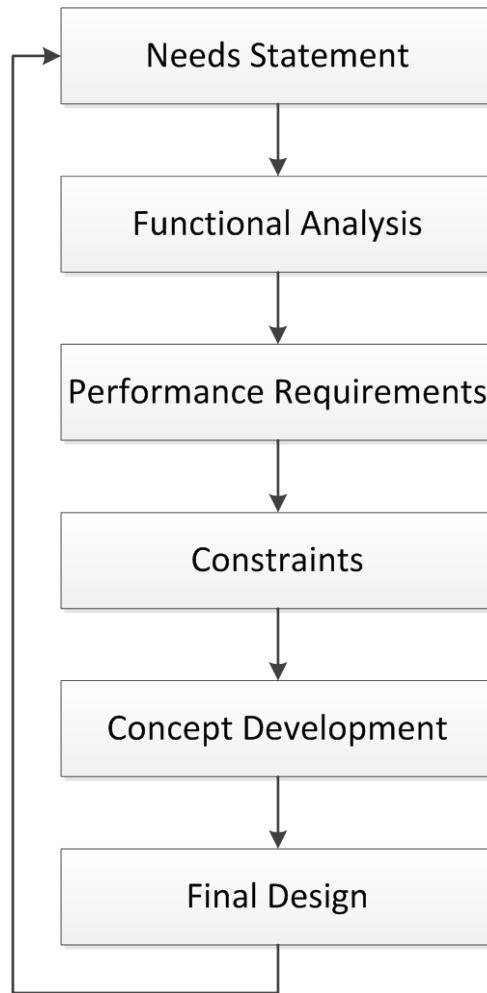 Needs Statement
Functional Analysis
Performance Requirements
Constraints
Concept Development
Final Design